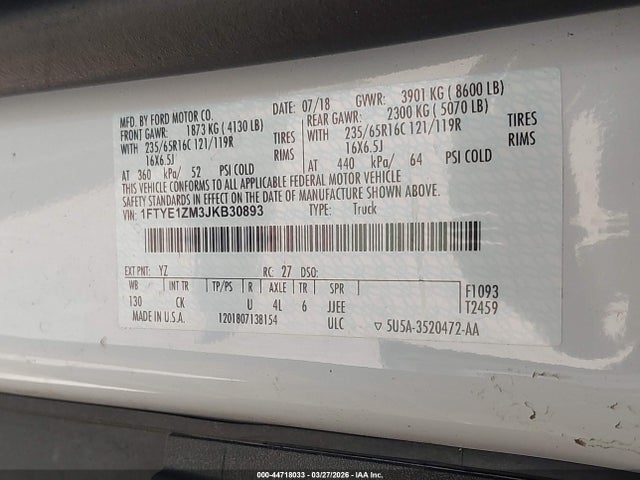 MFD. BY FORD MOTOR CO.
DATE: 07/18 GVWR: 3901 KG ( 8600 LB)
FRONT GAWR: 1873 KG ( 4130 LB) REAR GAWR: 2300 KG ( 5070 LB)
WITH 235/65R16C 121/119R TIRES WITH 235/65R16C 121/119R TIRES
16X6.5J RIMS 16X6.5J RIMS
AT 360 kPa/ 52 PSI COLD AT 440 kPa/ 64 PSI COLD
THIS VEHICLE CONFORMS TO ALL APPLICABLE FEDERAL MOTOR VEHICLE
SAFETY STANDARDS IN EFFECT ON THE DATE OF MANUFACTURE SHOWN ABOVE.
VIN: 1FTYE1ZM3JKB30893 TYPE: Truck
EXT PNT: YZ RC: 27 DSO:
WB INT TR TP/PS R AXLE TR SPR F1093
130 CK U 4L 6 JJEE T2459
MADE IN U.S.A. 1201807138154 ULC 5U5A-3520472-AA
000-44718033 — 03/27/2026 — IAA, Inc.